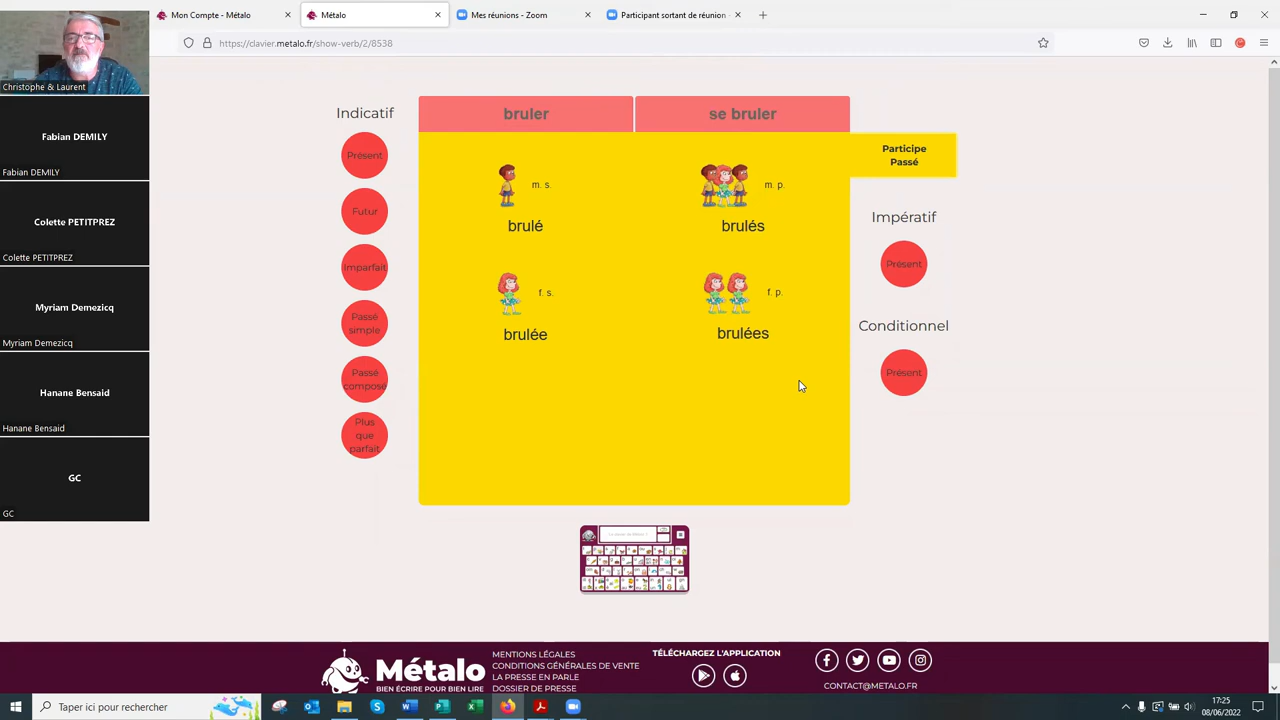 Mon Compte - Métalo
Métalo
Mes réunions - Zoom
Participant sortant de réunion -
https://clavier.metalo.fr/show-verb/2/8538
Christophe & Laurent
Fabian DEMILY
Fabian DEMILY
Colette PETITPREZ
Colette PETITPREZ
Myriam Demezicq
Myriam Demezicq
Hanane Bensaid
Hanane Bensaid
GC
GC
Indicatif
Présent
Futur
Imparfait
Passé
simple
Passé
composé
Plus
que
parfait
bruler
se bruler
m. s.
brulé
m. p.
brulés
f. s.
brulée
f. p.
brulées
Participe
Passé
Impératif
Présent
Conditionnel
Présent
Métalo
BIEN ÉCRIRE POUR BIEN LIRE
MENTIONS LÉGALES
CONDITIONS GÉNÉRALES DE VENTE
LA PRESSE EN PARLE
DOSSIER DE PRESSE
TÉLÉCHARGEZ L'APPLICATION
CONTACT@METALO.FR
Taper ici pour rechercher
17:25
08/06/2022